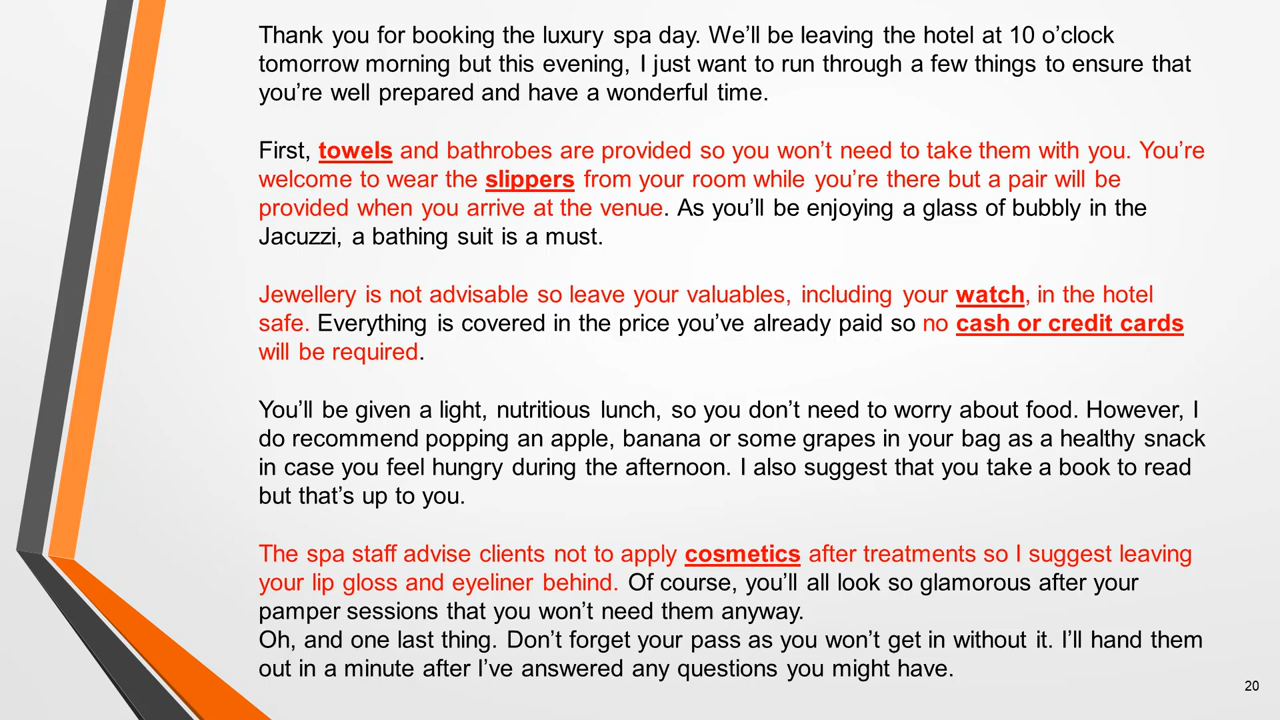 Thank you for booking the luxury spa day. We’ll be leaving the hotel at 10 o’clock
tomorrow morning but this evening, I just want to run through a few things to ensure that
you’re well prepared and have a wonderful time.
First, towels and bathrobes are provided so you won’t need to take them with you. You’re
welcome to wear the slippers from your room while you’re there but a pair will be
provided when you arrive at the venue. As you’ll be enjoying a glass of bubbly in the
Jacuzzi, a bathing suit is a must.
Jewellery is not advisable so leave your valuables, including your watch, in the hotel
safe. Everything is covered in the price you’ve already paid so no cash or credit cards
will be required.
You’ll be given a light, nutritious lunch, so you don’t need to worry about food. However, I
do recommend popping an apple, banana or some grapes in your bag as a healthy snack
in case you feel hungry during the afternoon. I also suggest that you take a book to read
but that’s up to you.
The spa staff advise clients not to apply cosmetics after treatments so I suggest leaving
your lip gloss and eyeliner behind. Of course, you’ll all look so glamorous after your
pamper sessions that you won’t need them anyway.
Oh, and one last thing. Don’t forget your pass as you won’t get in without it. I’ll hand them
out in a minute after I’ve answered any questions you might have.
20